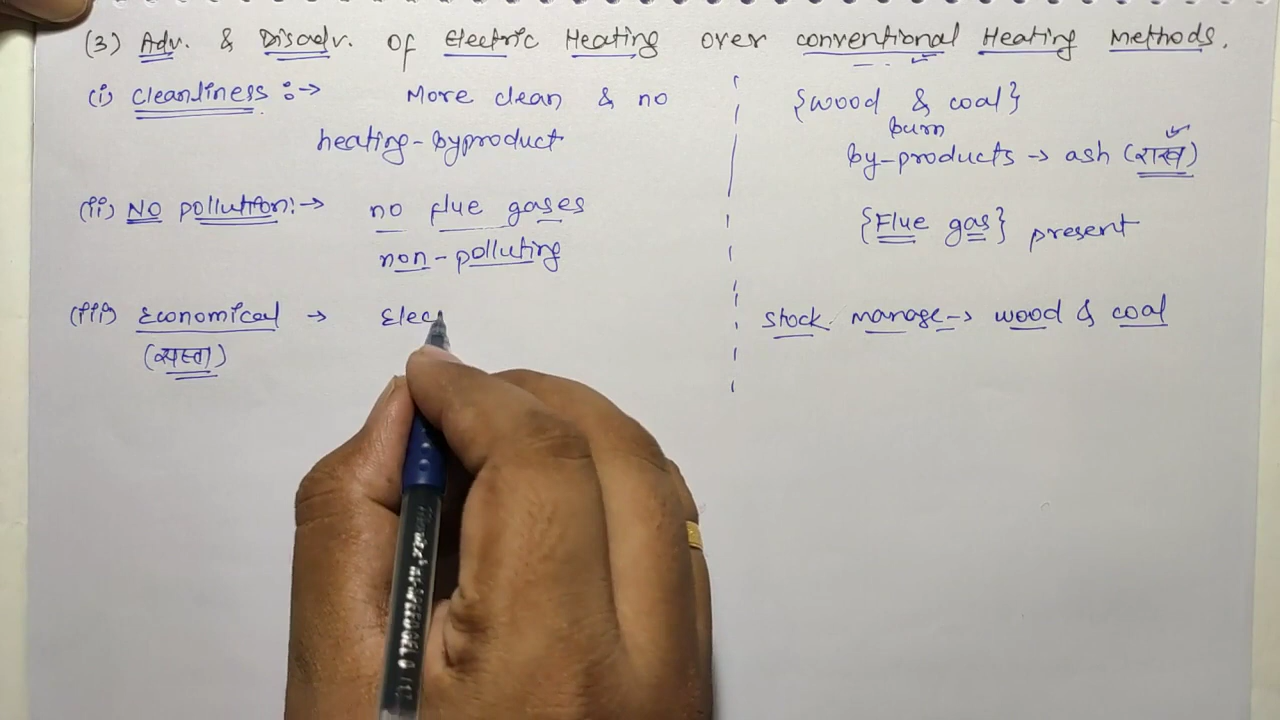 (3) Adv. & Disadv. of Electric Heating over conventional Heating Methods.
(i) Cleanliness :→ More clean & no
heating-byproduct
{wood & coal}
burn
by-products → ash (राख)
(ii) NO pollution:→ no flue gases
non-polluting
{Flue gas} present
(iii) Economical → Elec
(सस्ता)
stock manage → wood & coal